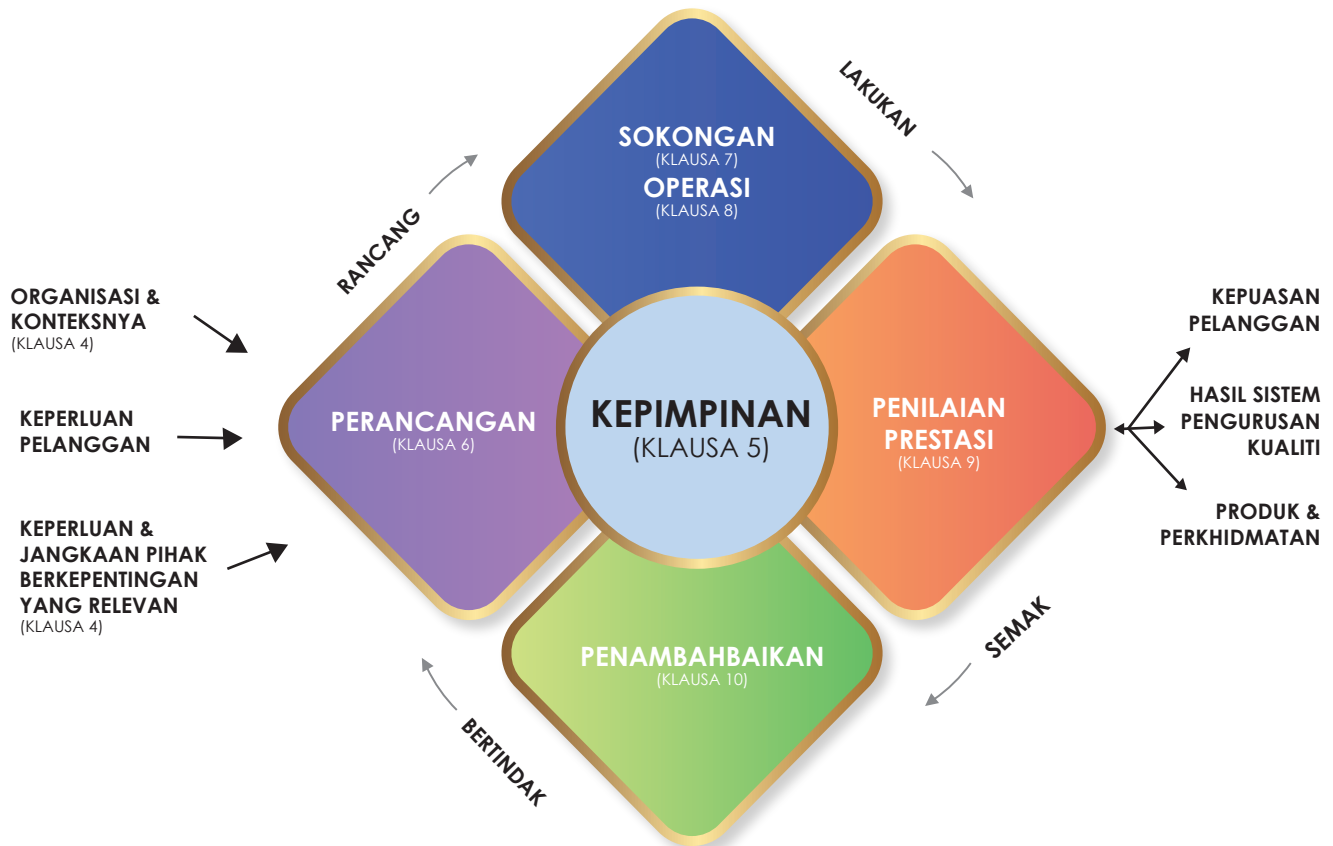 LAKUKAN
SOKONGAN
(KLAUSA 7)
OPERASI
(KLAUSA 8)
RANCANG
ORGANISASI &
KONTEKSNYA
(KLAUSA 4)
KEPERLUAN
PELANGGAN
KEPERLUAN &
JANGKAAN PIHAK
BERKEPENTINGAN
YANG RELEVAN
(KLAUSA 4)
PERANCANGAN
(KLAUSA 6)
KEPIMPINAN
(KLAUSA 5)
PENILAIAN
PRESTASI
(KLAUSA 9)
KEPUASAN
PELANGGAN
HASIL SISTEM
PENGURUSAN
KUALITI
PRODUK &
PERKHIDMATAN
SEMAK
PENAMBAHBAIKAN
(KLAUSA 10)
BERTINDAK